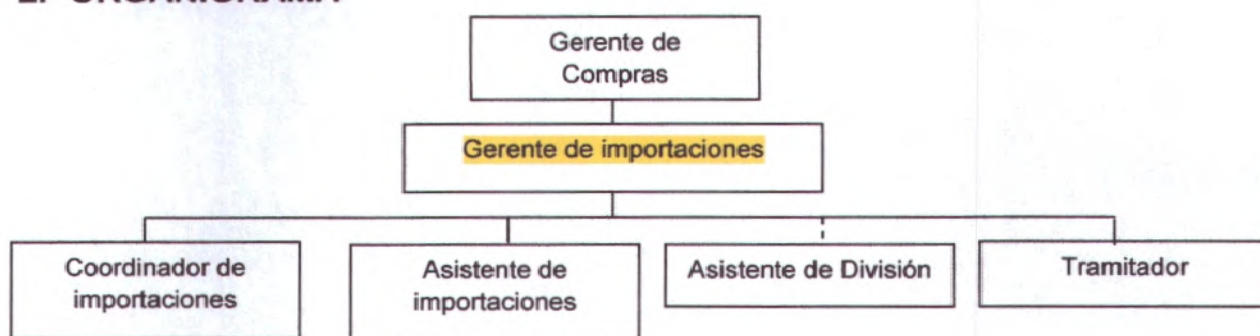 Gerente de
Compras
Gerente de importaciones
Coordinador de
importaciones
Asistente de
importaciones
Asistente de División
Tramitador